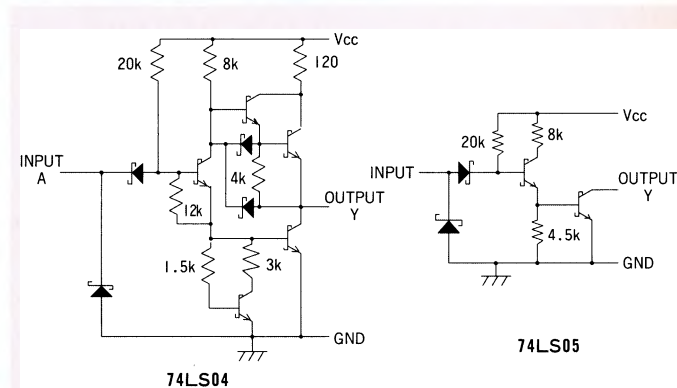 Vcc
20k
8k
120
INPUT
A
4k
12k
OUTPUT
Y
1.5k
3k
GND
74LS04
Vcc
20k
8k
INPUT
OUTPUT
Y
4.5k
GND
74LS05